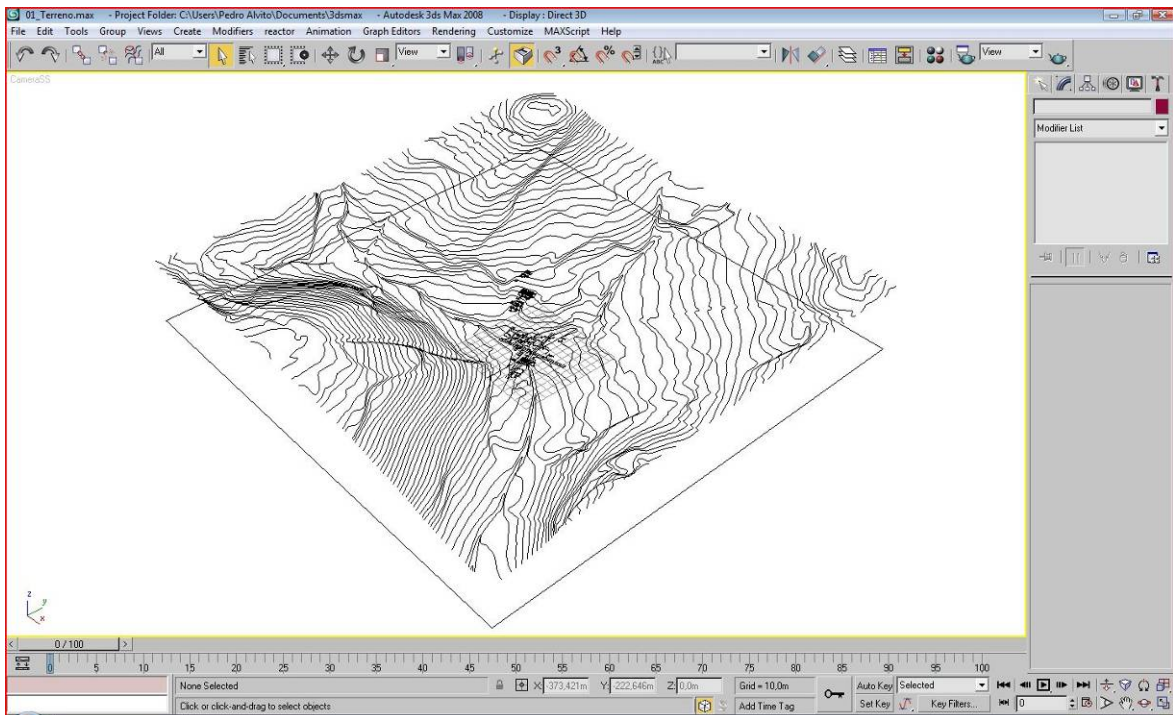 01_Terreno.max - Project Folder: C:\Users\Pedro Alvito\Documents\3dsmax - Autodesk 3ds Max 2008 - Display : Direct 3D
File Edit Tools Group Views Create Modifiers reactor Animation Graph Editors Rendering Customize MAXScript Help
All View 3 % ABC View
Camera55
Modifier List
z
y
x
< 0 / 100 >
0 5 10 15 20 25 30 35 40 45 50 55 60 65 70 75 80 85 90 95 100
None Selected X: -373,421m Y: -222,646m Z: 0,0m Grid = 10,0m Auto Key Selected
Click or click-and-drag to select objects Add Time Tag Set Key Key Filters... 0